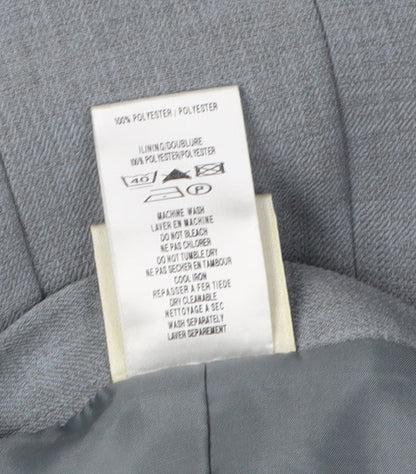 100% POLYESTER / POLYESTER
LINING/DOUBLURE
100% POLYESTER/POLYESTER
40 P
MACHINE WASH
LAVER EN MACHINE
DO NOT BLEACH
NE PAS CHLORER
DO NOT TUMBLE DRY
NE PAS SECHER EN TAMBOUR
COOL IRON
REPASSER A FER TIEDE
DRY CLEANABLE
NETTOYAGE A SEC
WASH SEPARATELY
LAVER SEPAREMENT